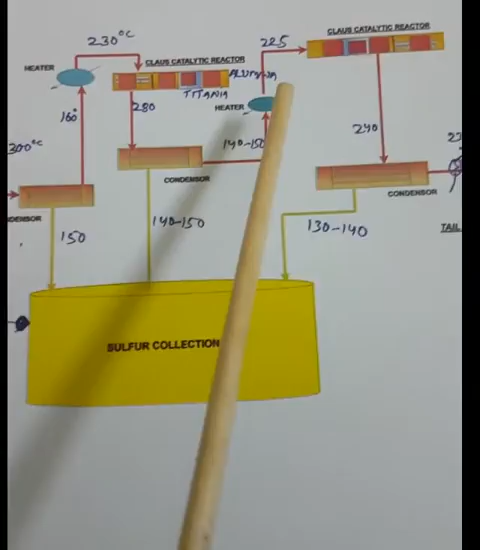 230°C
CLAUS CATALYTIC REACTOR
HEATER
ALUMINA
TITANIA
160°
280
HEATER
225
CLAUS CATALYTIC REACTOR
300°C
140-150
240
CONDENSOR
CONDENSOR
150
140-150
130-140
TAIL
SULFUR COLLECTION